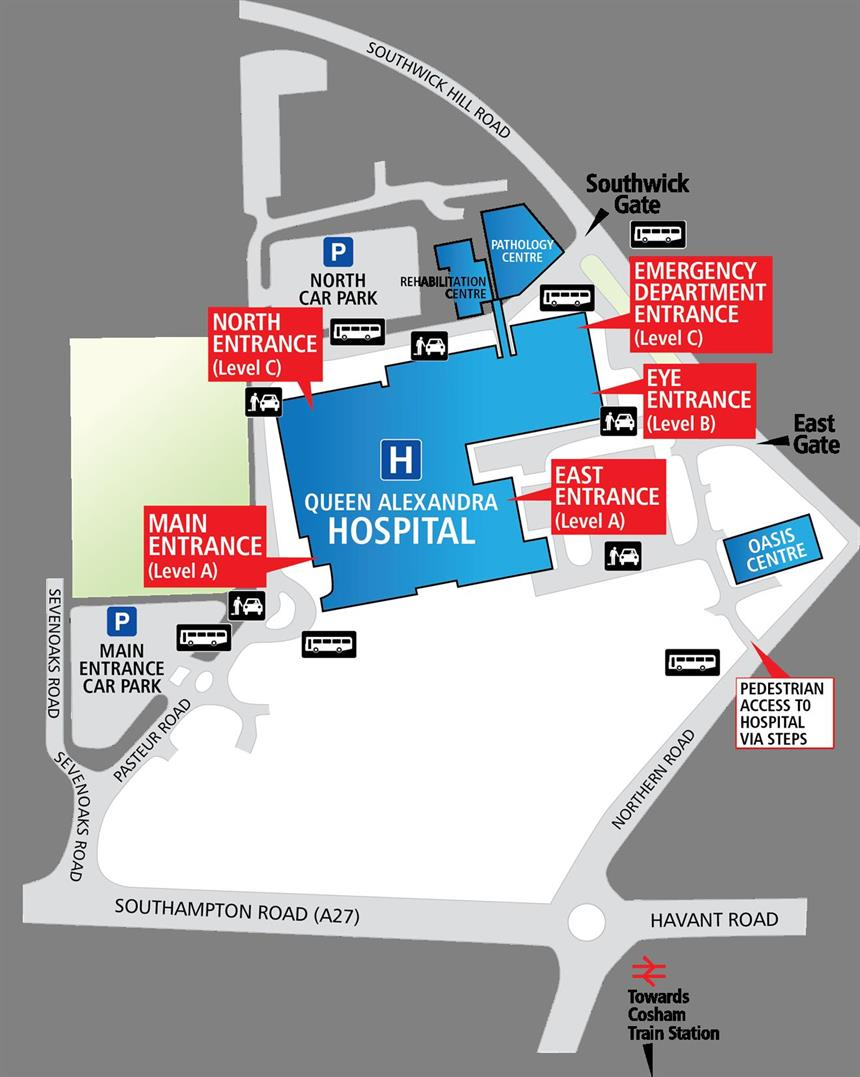 SOUTHWICK HILL ROAD
Southwick
Gate
PATHOLOGY
CENTRE
P
NORTH
CAR PARK
REHABILITATION
CENTRE
EMERGENCY
DEPARTMENT
ENTRANCE
(Level C)
NORTH
ENTRANCE
(Level C)
EYE
ENTRANCE
(Level B)
East
Gate
H
QUEEN ALEXANDRA
HOSPITAL
EAST
ENTRANCE
(Level A)
MAIN
ENTRANCE
(Level A)
OASIS
CENTRE
P
MAIN
ENTRANCE
CAR PARK
SEVENOAKS ROAD
PASTEUR ROAD
SEVENOAKS ROAD
PEDESTRIAN
ACCESS TO
HOSPITAL
VIA STEPS
NORTHERN ROAD
SOUTHAMPTON ROAD (A27)
HAVANT ROAD
Towards
Cosham
Train Station